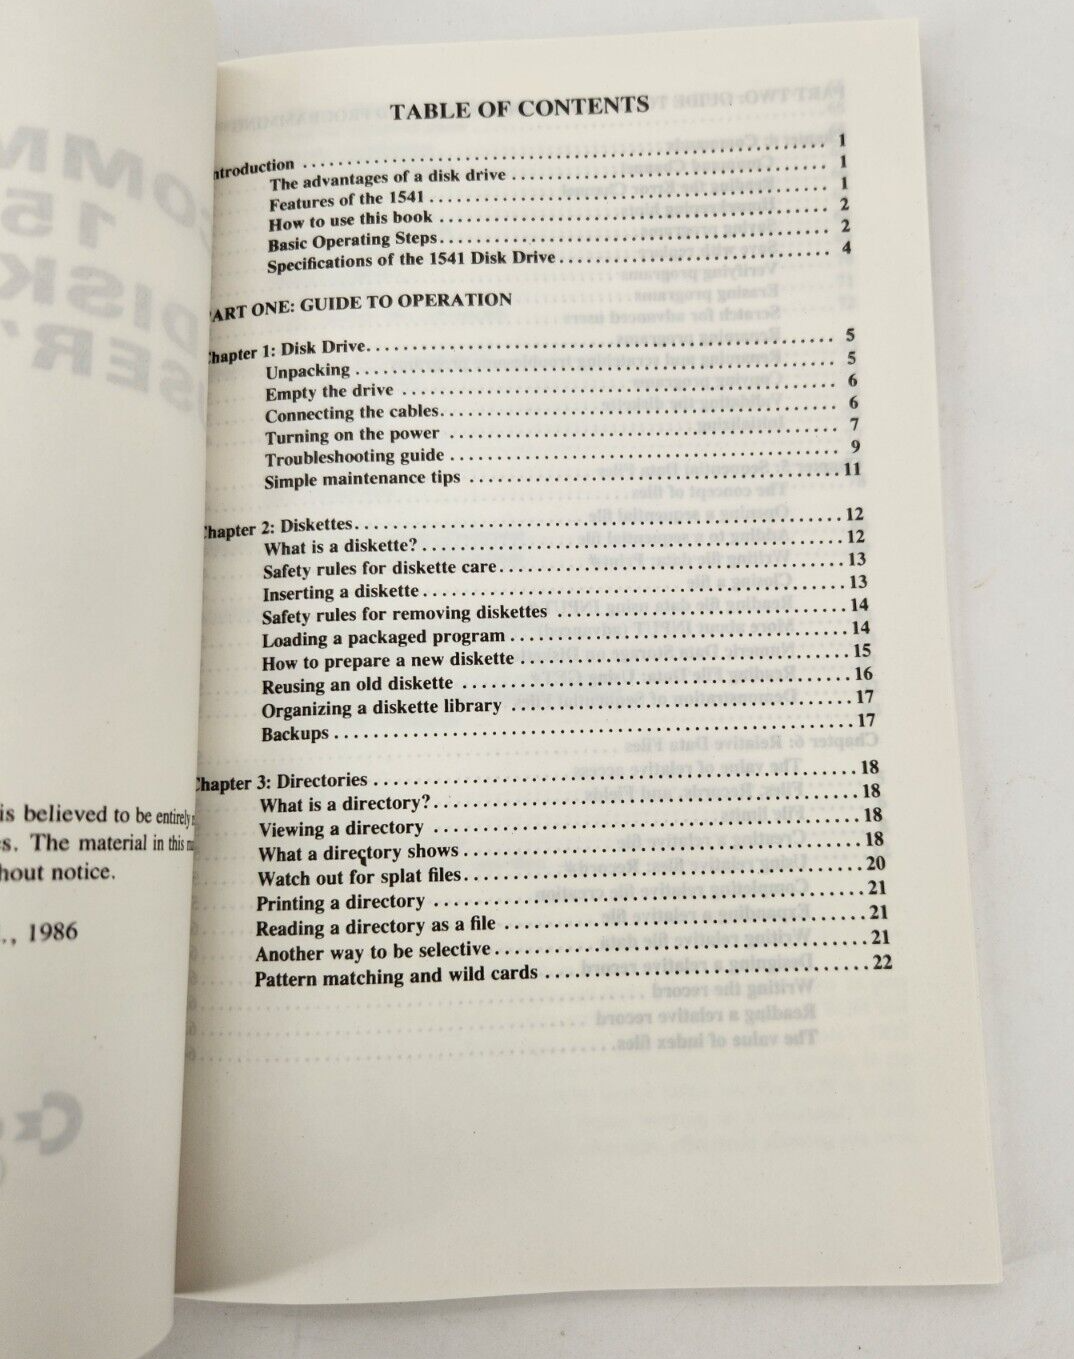 is believed to be entirely
The material in this
hout notice.
1986
TABLE OF CONTENTS
ntroduction . . . . . 1
The advantages of a disk drive . . . . . 1
Features of the 1541 . . . . . 1
How to use this book . . . . . 2
Basic Operating Steps . . . . . 2
Specifications of the 1541 Disk Drive . . . . . 4
PART ONE: GUIDE TO OPERATION
Chapter 1: Disk Drive . . . . . 5
Unpacking . . . . . 5
Empty the drive . . . . . 6
Connecting the cables . . . . . 6
Turning on the power . . . . . 7
Troubleshooting guide . . . . . 9
Simple maintenance tips . . . . . 11
Chapter 2: Diskettes . . . . . 12
What is a diskette? . . . . . 12
Safety rules for diskette care . . . . . 13
Inserting a diskette . . . . . 13
Safety rules for removing diskettes . . . . . 14
Loading a packaged program . . . . . 14
How to prepare a new diskette . . . . . 15
Reusing an old diskette . . . . . 16
Organizing a diskette library . . . . . 17
Backups . . . . . 17
Chapter 3: Directories . . . . . 18
What is a directory? . . . . . 18
Viewing a directory . . . . . 18
What a directory shows . . . . . 18
Watch out for splat files . . . . . 20
Printing a directory . . . . . 21
Reading a directory as a file . . . . . 21
Another way to be selective . . . . . 21
Pattern matching and wild cards . . . . . 22